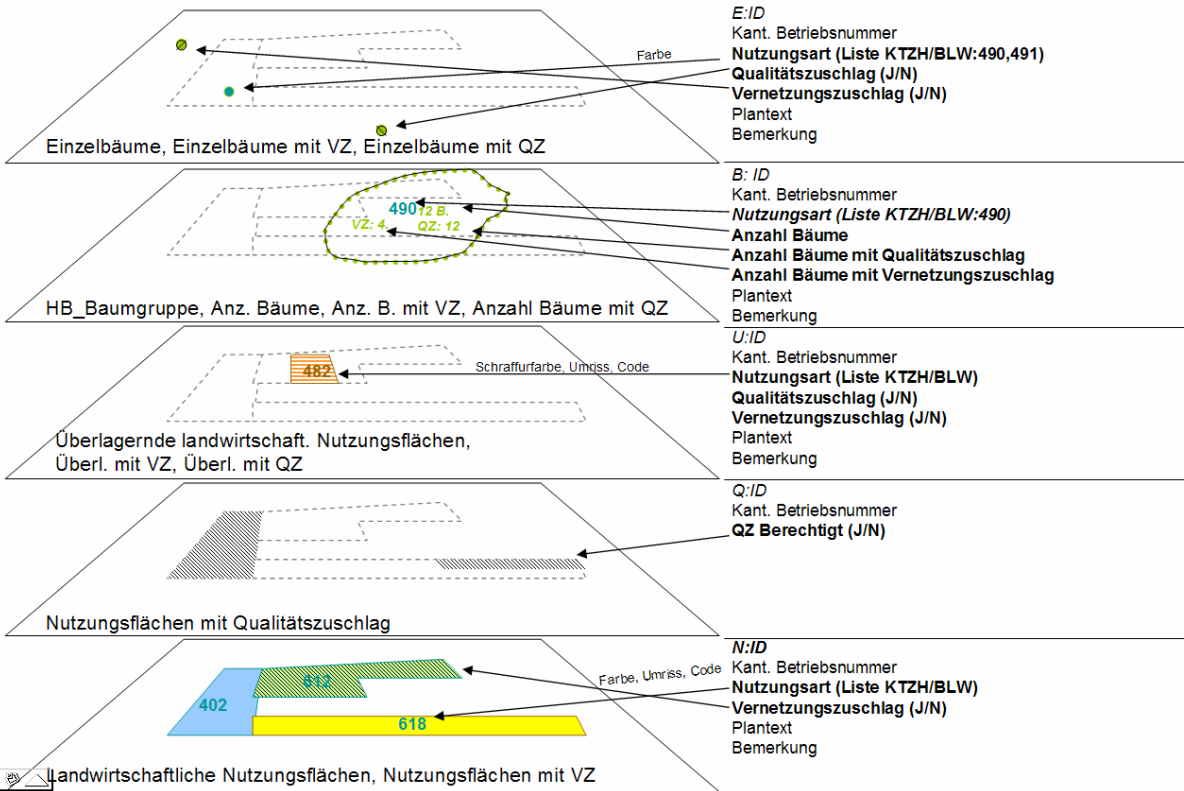 E:ID
Kant. Betriebsnummer
Nutzungsart (Liste KTZH/BLW:490,491)
Qualitätszuschlag (J/N)
Vernetzungszuschlag (J/N)
Plantext
Bemerkung
Farbe
Einzelbäume, Einzelbäume mit VZ, Einzelbäume mit QZ
B: ID
Kant. Betriebsnummer
Nutzungsart (Liste KTZH/BLW:490)
Anzahl Bäume
Anzahl Bäume mit Qualitätszuschlag
Anzahl Bäume mit Vernetzungszuschlag
Plantext
Bemerkung
490 12 B.
VZ: 4. QZ: 12
HB_Baumgruppe, Anz. Bäume, Anz. B. mit VZ, Anzahl Bäume mit QZ
U:ID
Kant. Betriebsnummer
Nutzungsart (Liste KTZH/BLW)
Qualitätszuschlag (J/N)
Vernetzungszuschlag (J/N)
Plantext
Bemerkung
Schraffurfarbe, Umriss, Code
482
Überlagernde landwirtschaft. Nutzungsflächen,
Überl. mit VZ, Überl. mit QZ
Q:ID
Kant. Betriebsnummer
QZ Berechtigt (J/N)
Nutzungsflächen mit Qualitätszuschlag
N:ID
Kant. Betriebsnummer
Nutzungsart (Liste KTZH/BLW)
Vernetzungszuschlag (J/N)
Plantext
Bemerkung
Farbe, Umriss, Code
612
402
618
Landwirtschaftliche Nutzungsflächen, Nutzungsflächen mit VZ